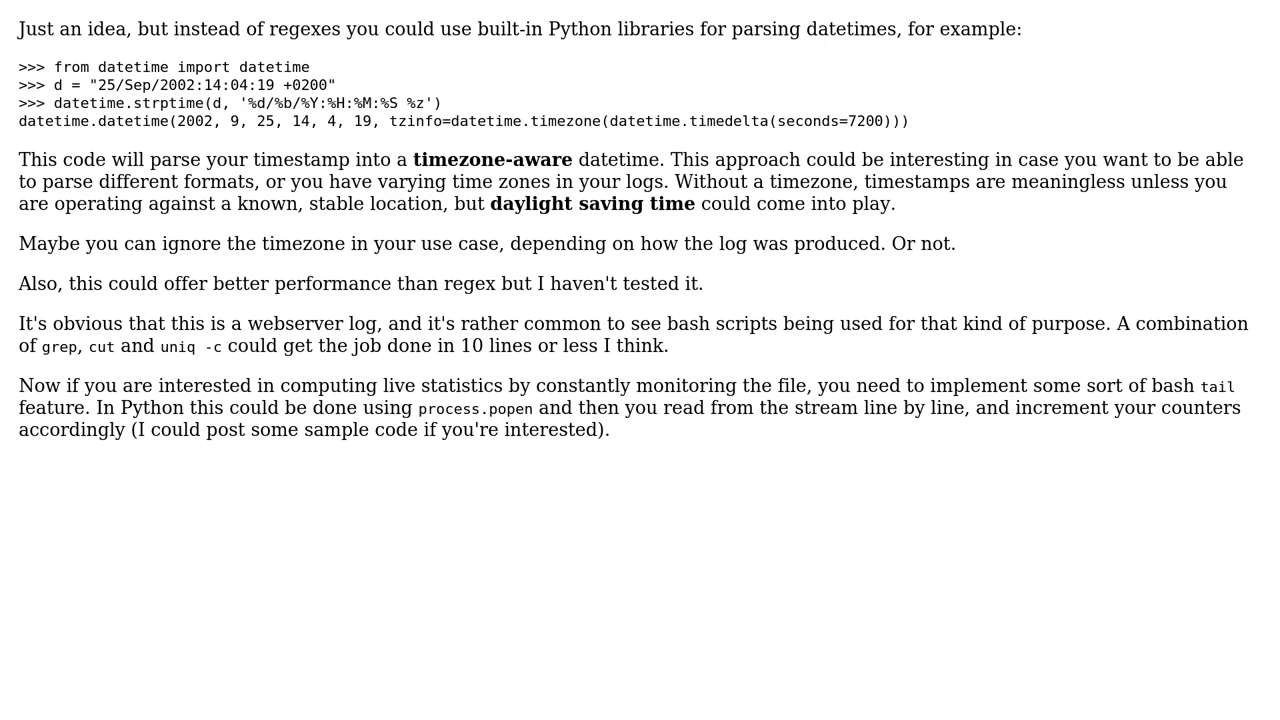 Just an idea, but instead of regexes you could use built-in Python libraries for parsing datetimes, for example:
>>> from datetime import datetime
>>> d = "25/Sep/2002:14:04:19 +0200"
>>> datetime.strptime(d, '%d/%b/%Y:%H:%M:%S %z')
datetime.datetime(2002, 9, 25, 14, 4, 19, tzinfo=datetime.timezone(datetime.timedelta(seconds=7200)))
This code will parse your timestamp into a timezone-aware datetime. This approach could be interesting in case you want to be able
to parse different formats, or you have varying time zones in your logs. Without a timezone, timestamps are meaningless unless you
are operating against a known, stable location, but daylight saving time could come into play.
Maybe you can ignore the timezone in your use case, depending on how the log was produced. Or not.
Also, this could offer better performance than regex but I haven't tested it.
It's obvious that this is a webserver log, and it's rather common to see bash scripts being used for that kind of purpose. A combination
of grep, cut and uniq -c could get the job done in 10 lines or less I think.
Now if you are interested in computing live statistics by constantly monitoring the file, you need to implement some sort of bash tail
feature. In Python this could be done using process.popen and then you read from the stream line by line, and increment your counters
accordingly (I could post some sample code if you're interested).